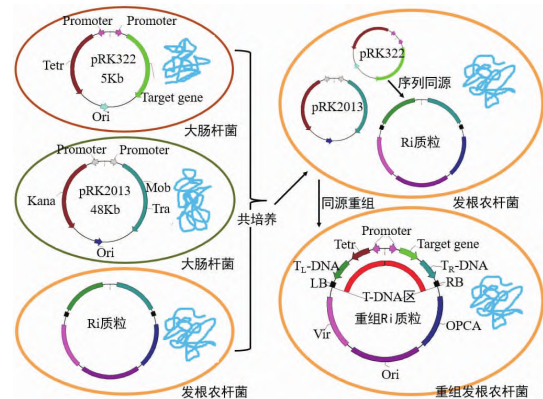 Promoter Promoter
pRK322
5Kb
Tetr
Target gene
Ori
大肠杆菌
Promoter Promoter
pRK2013
48Kb
Kana
Mob
Tra
Ori
大肠杆菌
Ri质粒
发根农杆菌
共培养
pRK322
序列同源
pRK2013
Ri质粒
发根农杆菌
同源重组
Promoter
Tetr
Target gene
TL-DNA
TR-DNA
LB
RB
T-DNA区
重组Ri质粒
Vir
OPCA
Ori
重组发根农杆菌